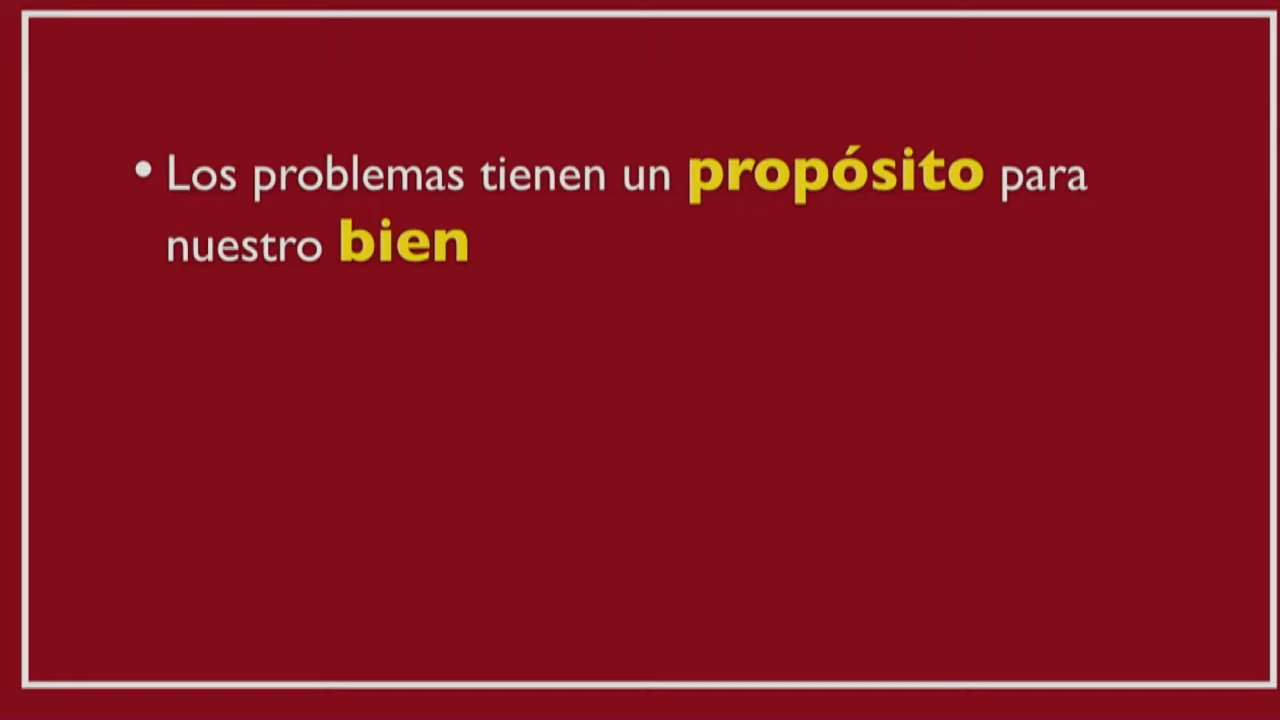 • Los problemas tienen un propósito para
nuestro bien